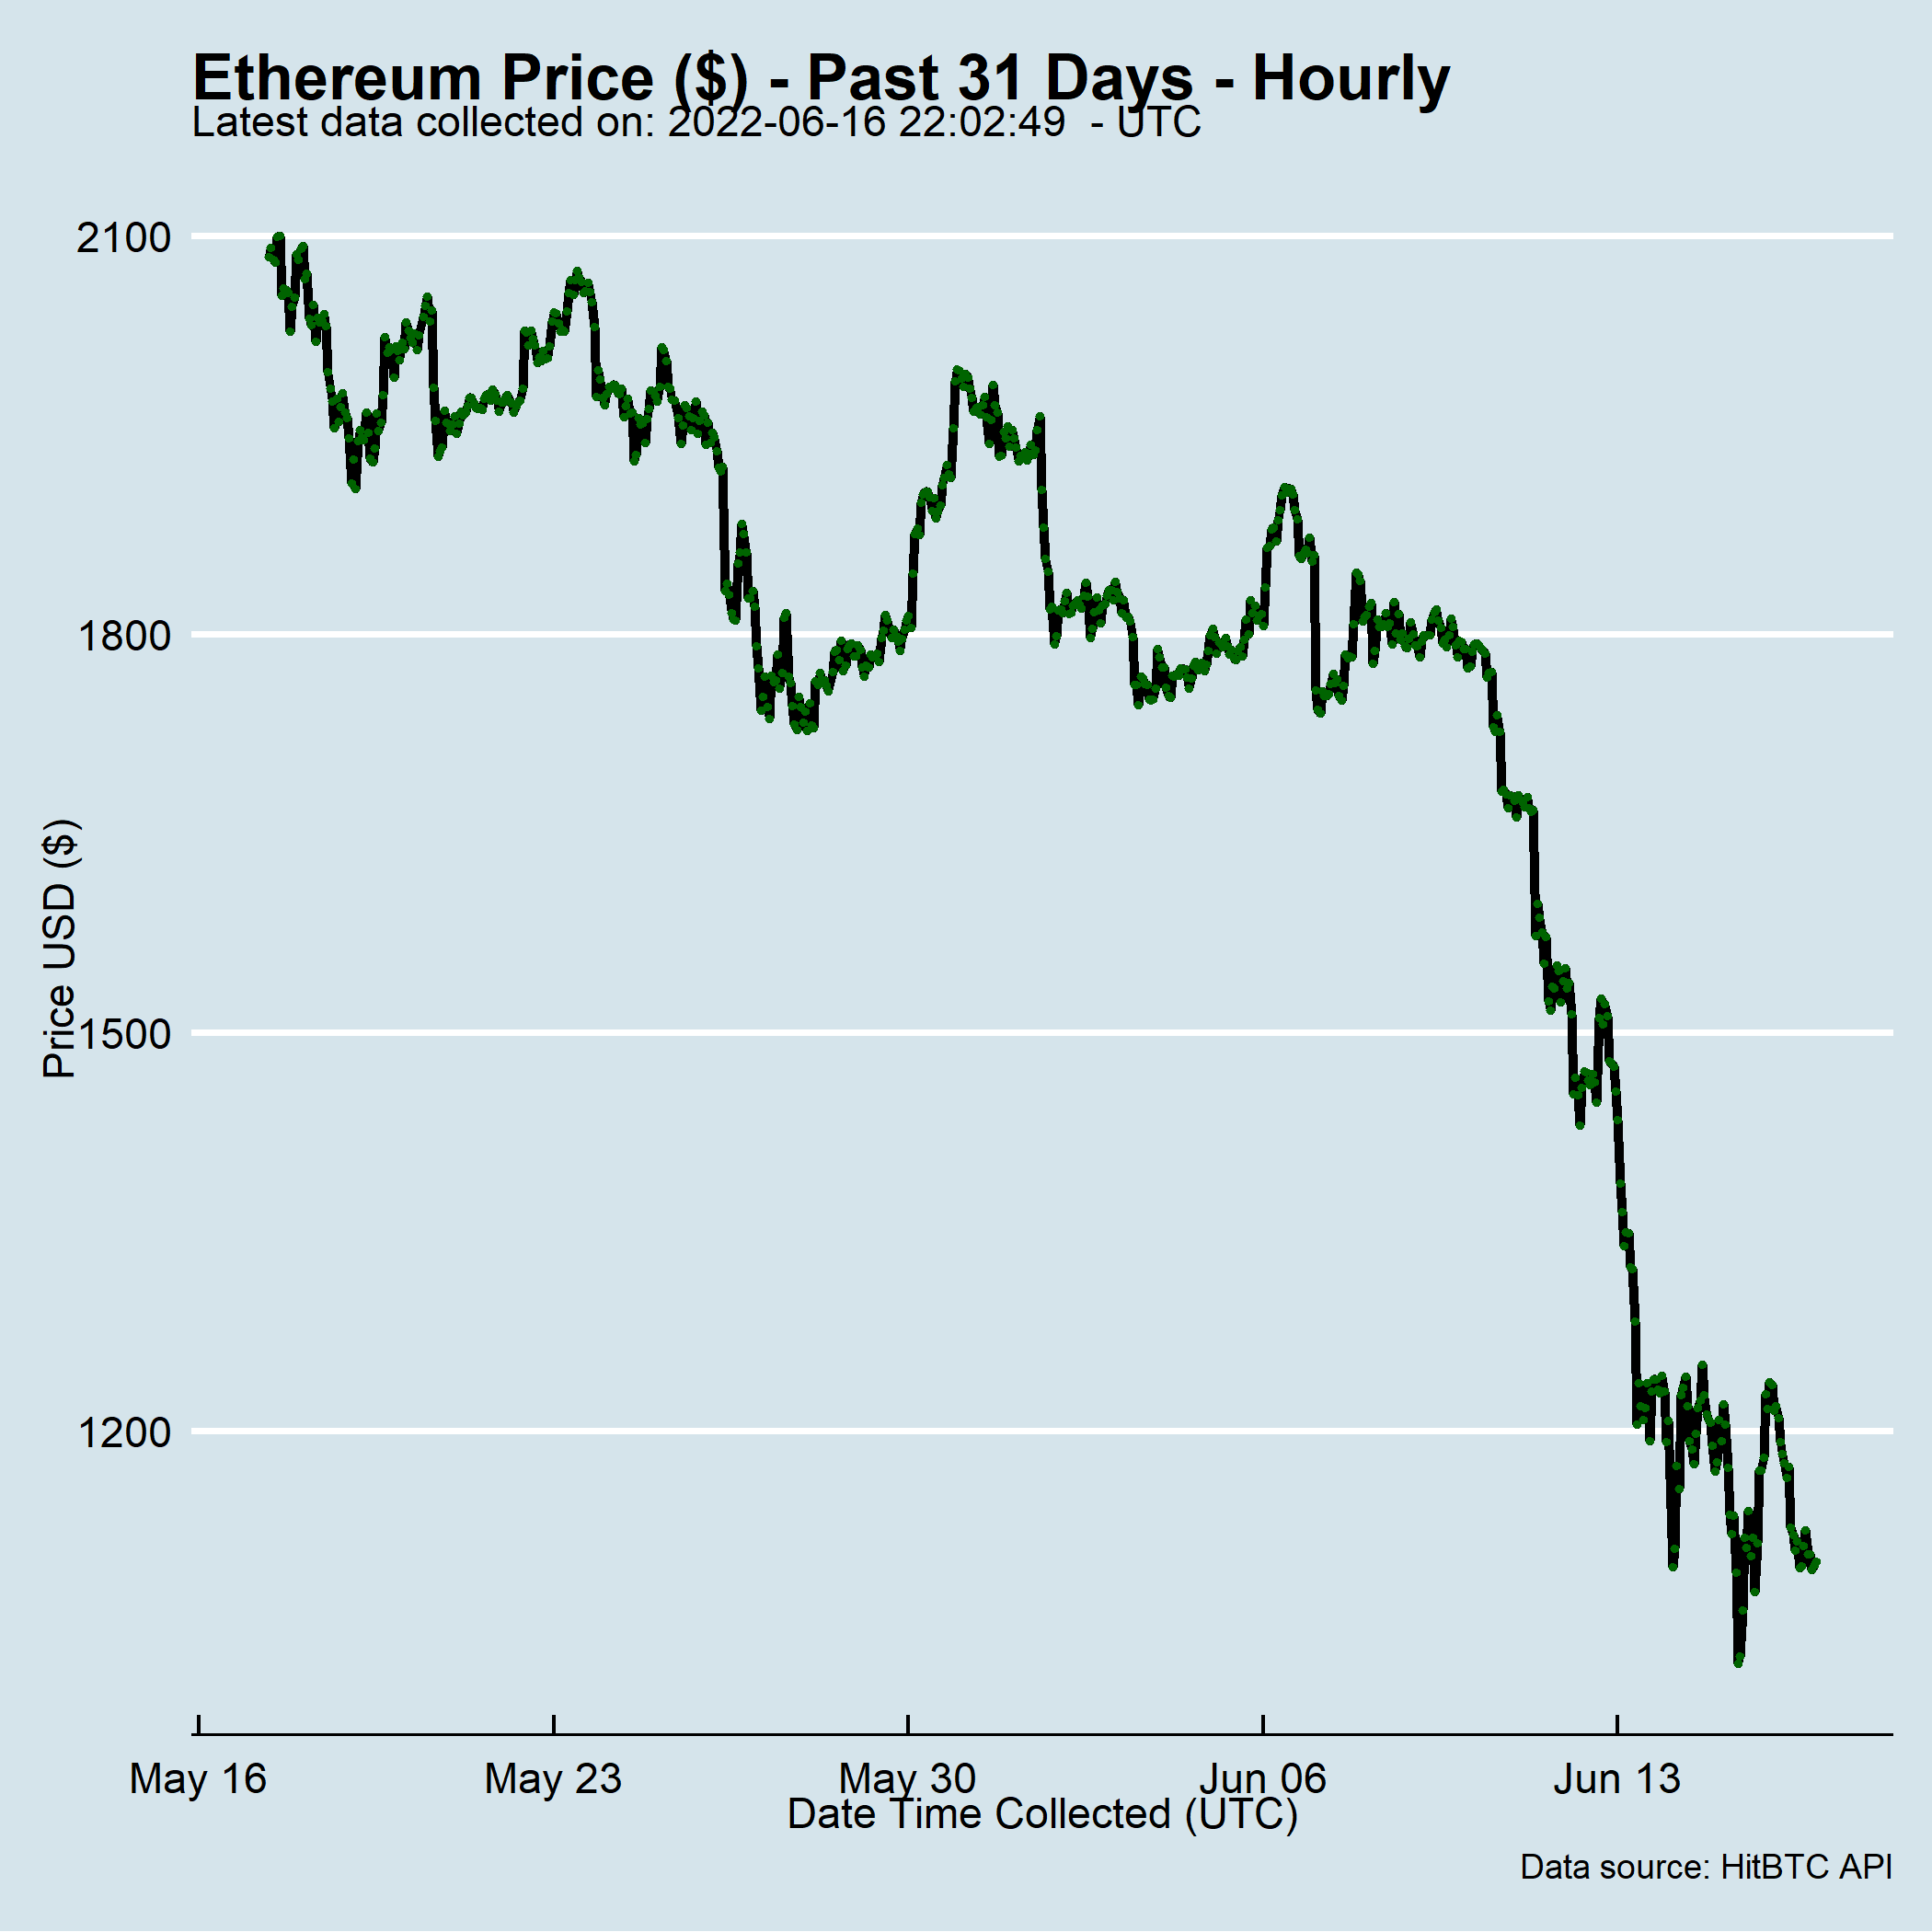 Ethereum Price ($) - Past 31 Days - Hourly
Latest data collected on: 2022-06-16 22:02:49  - UTC
2100
1800
1500
1200
Price USD ($)
May 16
May 23
May 30
Jun 06
Jun 13
Date Time Collected (UTC)
Data source: HitBTC API